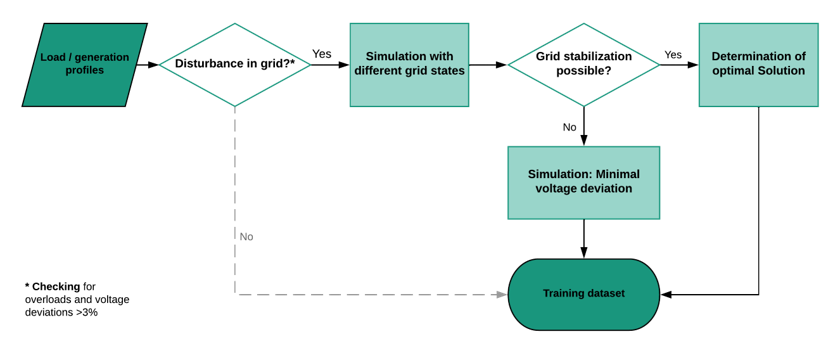 Load / generation
profiles
Disturbance in grid?*
Yes
Simulation with
different grid states
Grid stabilization
possible?
Yes
Determination of
optimal Solution
No
Simulation: Minimal
voltage deviation
No
Training dataset
* Checking for
overloads and voltage
deviations >3%